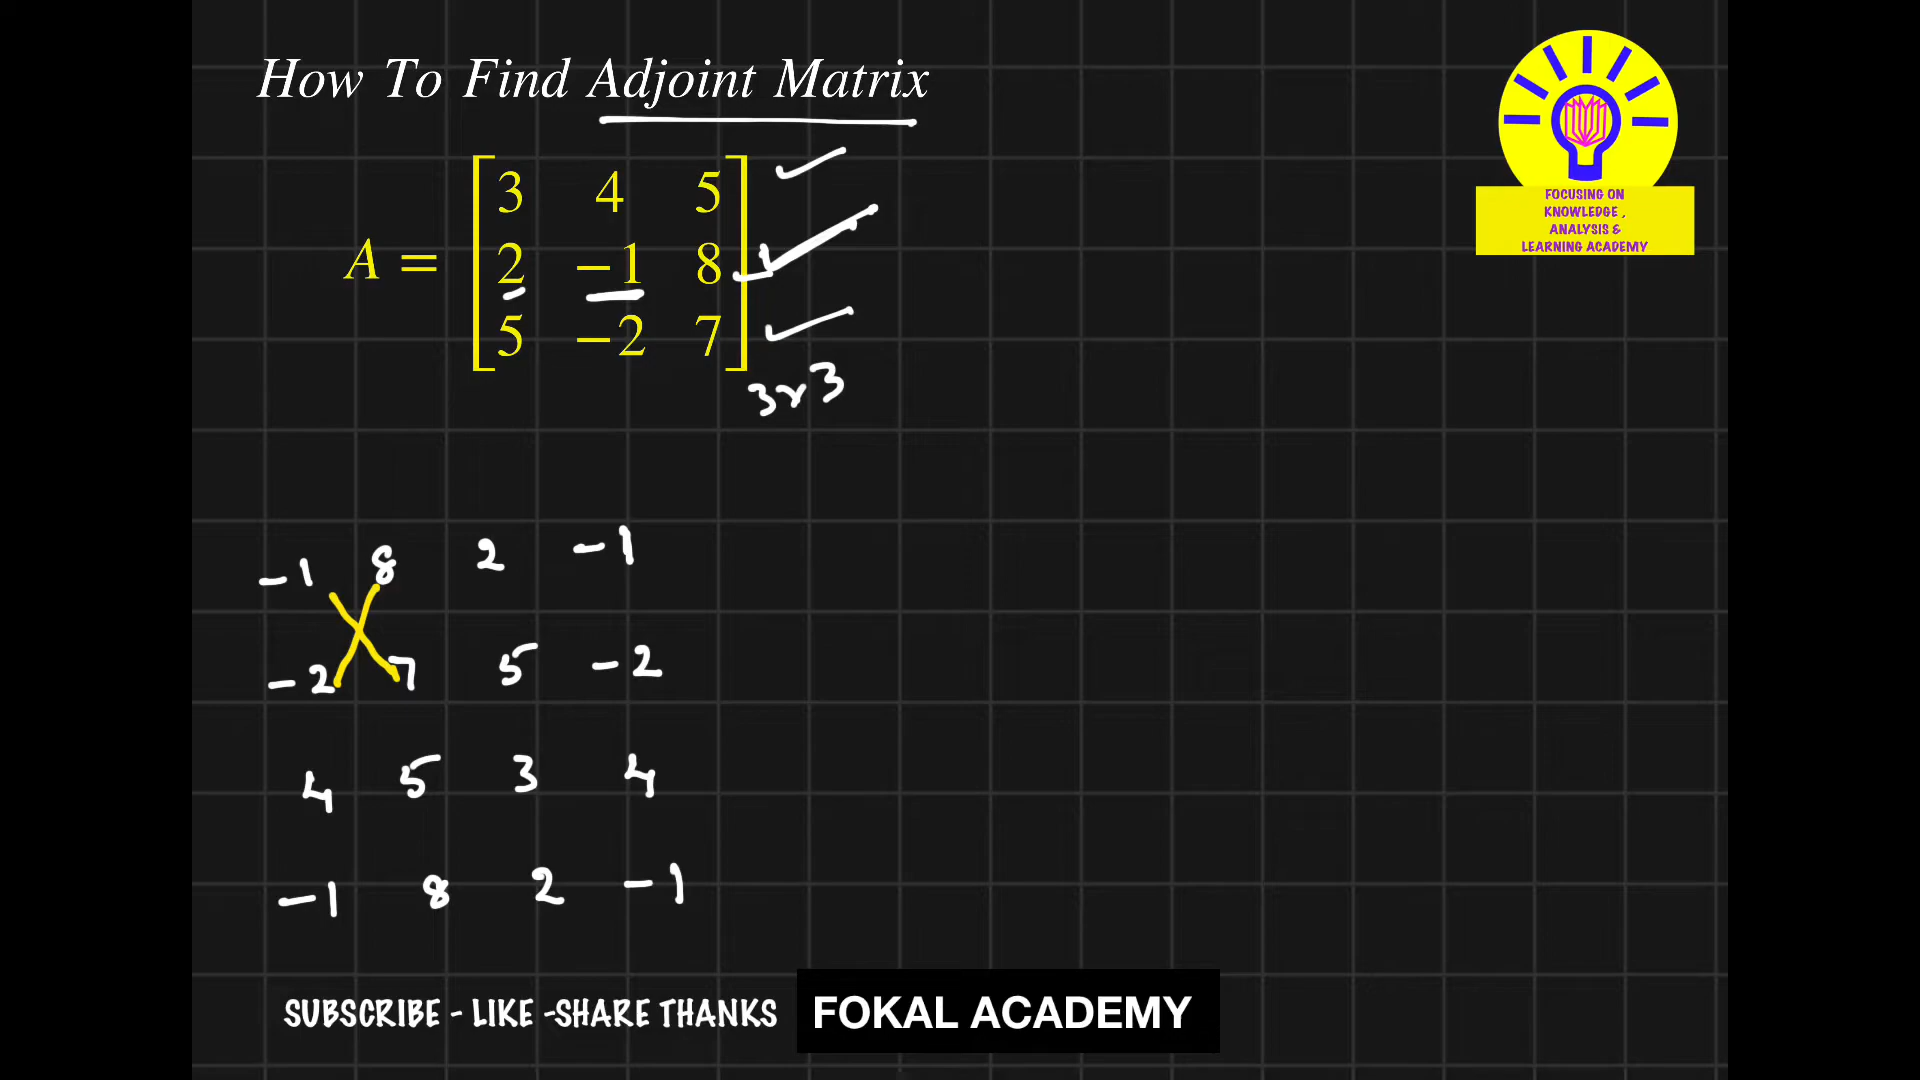 How To Find Adjoint Matrix
FOCUSING ON
KNOWLEDGE ,
ANALYSIS &
LEARNING ACADEMY
3 4 5
A = 2 −1 8
5 −2 7
3x3
-1 8 2 -1
-2 7 5 -2
4 5 3 4
-1 8 2 -1
SUBSCRIBE - LIKE -SHARE THANKS FOKAL ACADEMY